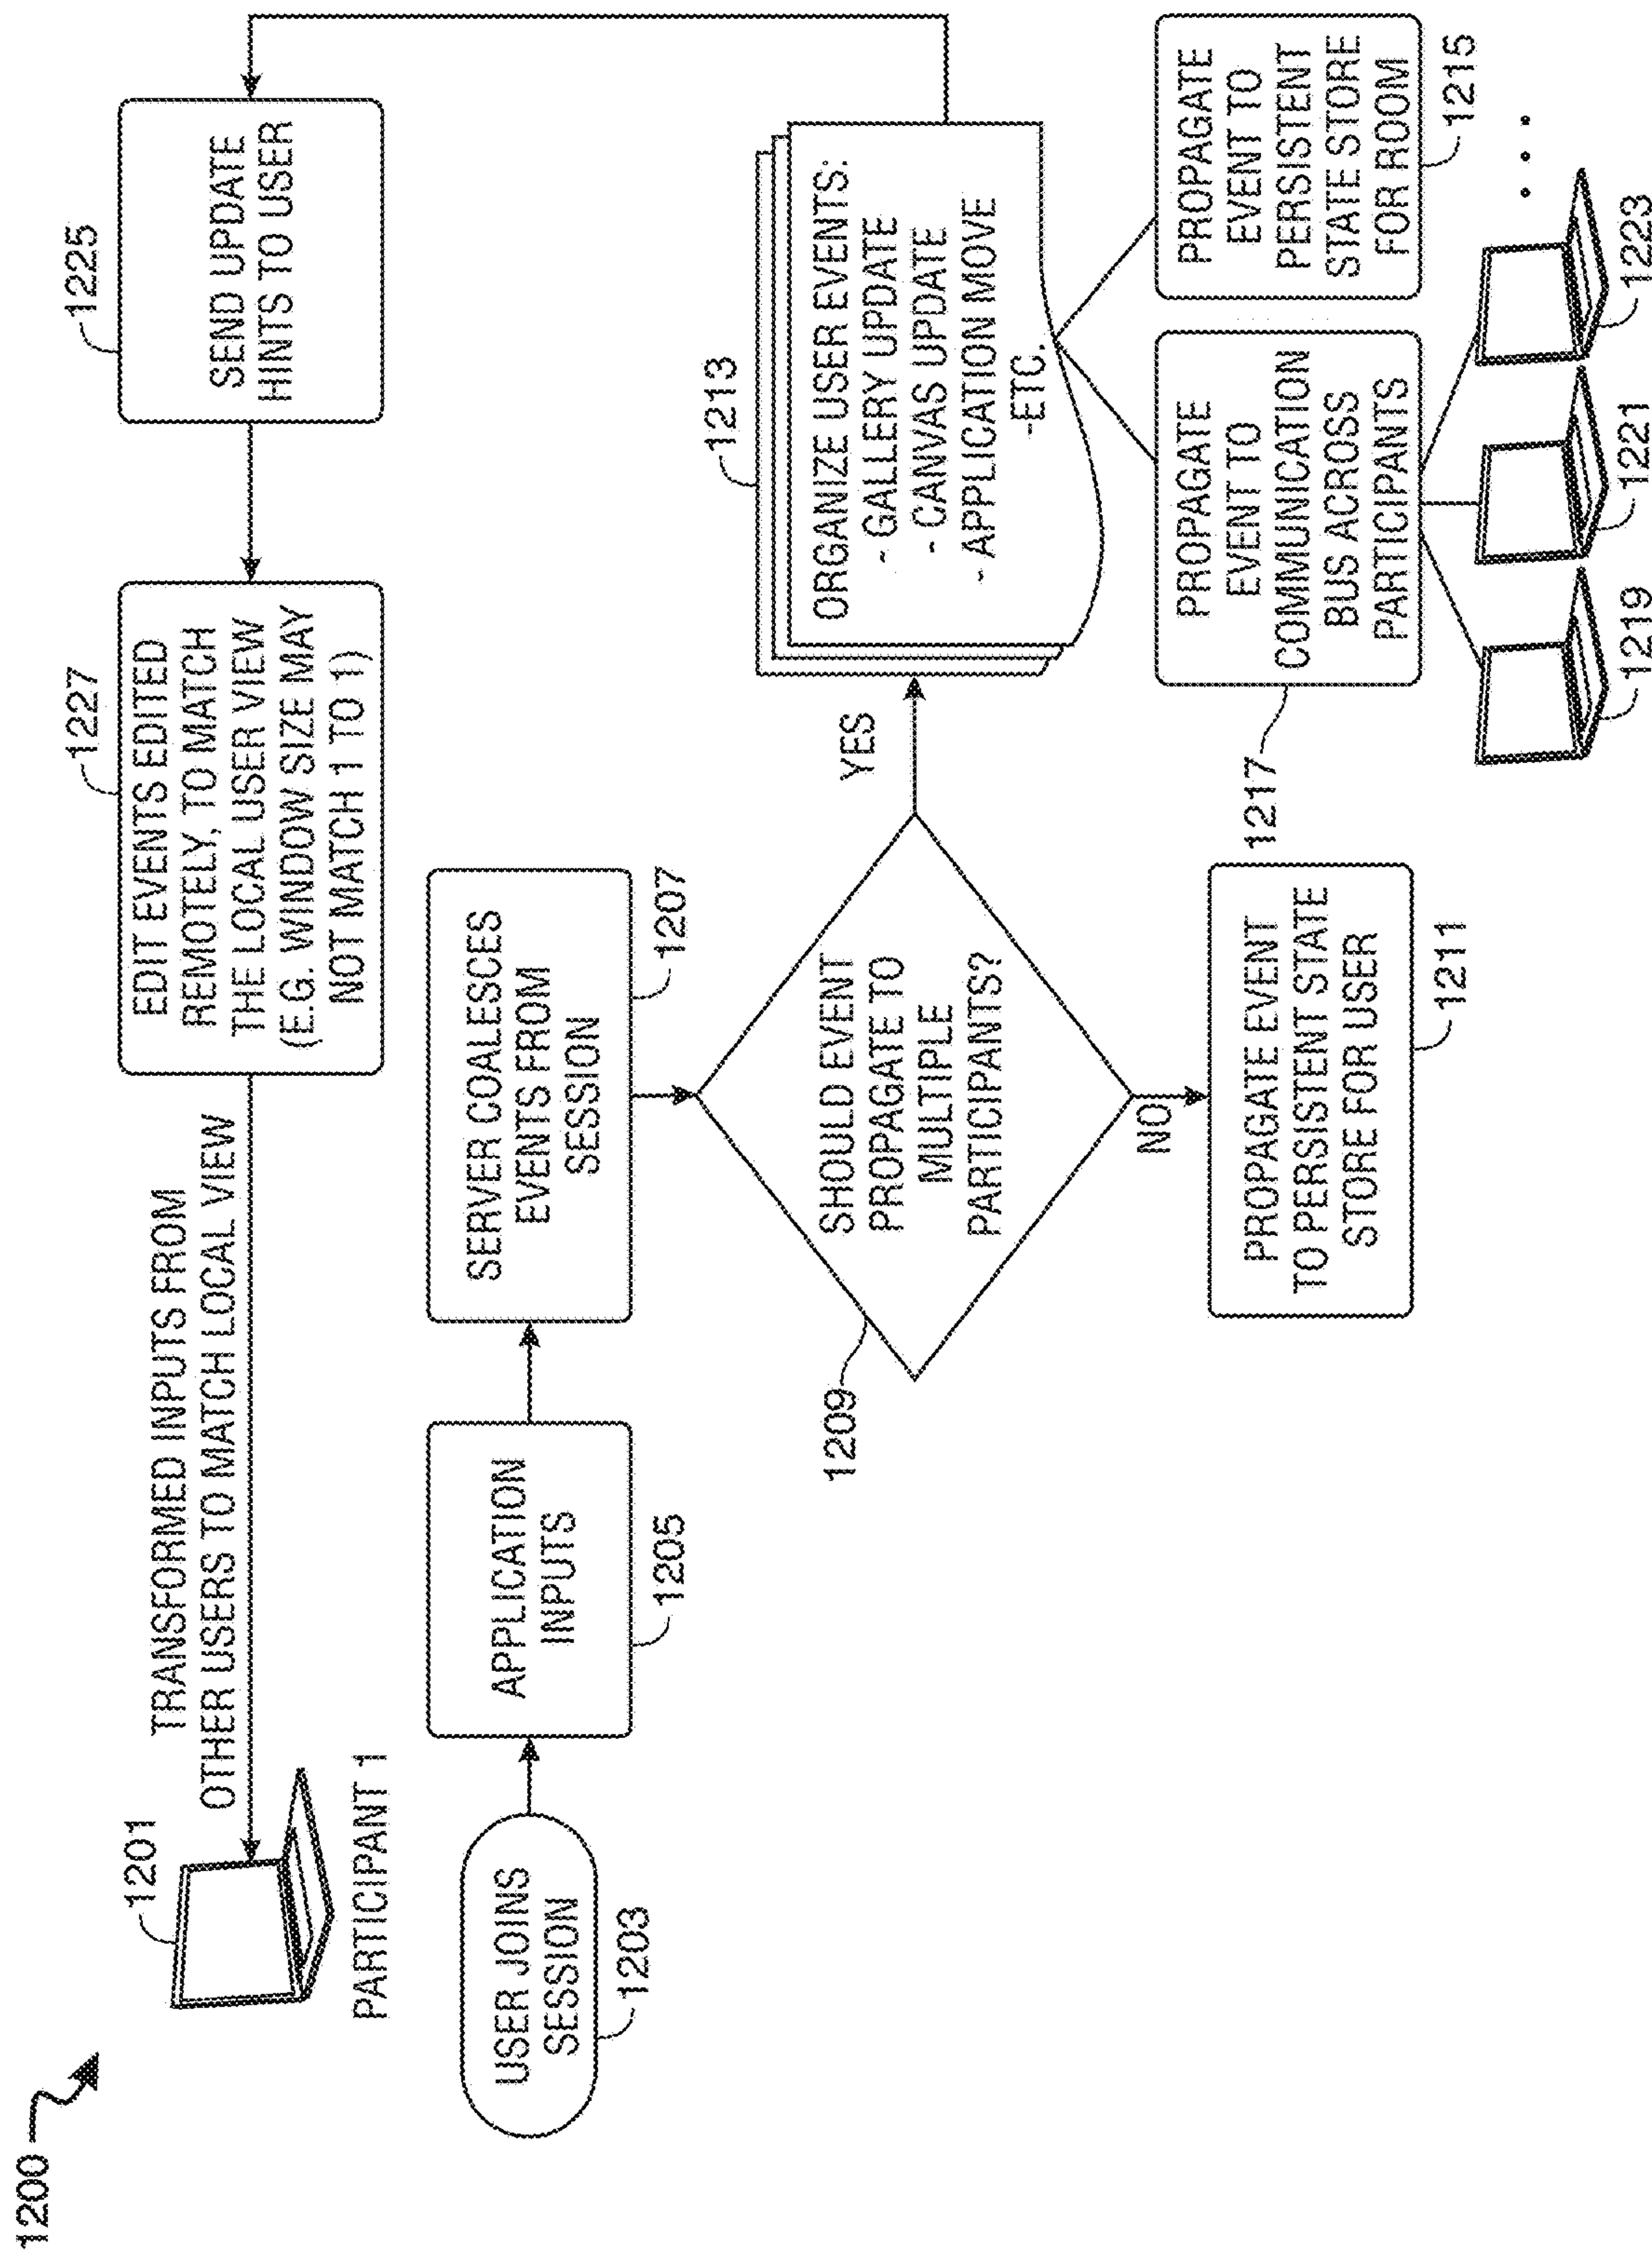 1200
1201
PARTICIPANT 1
TRANSFORMED INPUTS FROM
OTHER USERS TO MATCH LOCAL VIEW
1227
EDIT EVENTS EDITED
REMOTELY, TO MATCH
THE LOCAL USER VIEW
(E.G. WINDOW SIZE MAY
NOT MATCH 1 TO 1)
1225
SEND UPDATE
HINTS TO USER
USER JOINS
SESSION
1203
APPLICATION
INPUTS
1205
SERVER COALESCES
EVENTS FROM
SESSION
1207
1209
SHOULD EVENT
PROPAGATE TO
MULTIPLE
PARTICIPANTS?
YES
NO
PROPAGATE EVENT
TO PERSISTENT STATE
STORE FOR USER
1211
1213
ORGANIZE USER EVENTS:
- GALLERY UPDATE
- CANVAS UPDATE
- APPLICATION MOVE
-ETC.
1217
PROPAGATE
EVENT TO
COMMUNICATION
BUS ACROSS
PARTICIPANTS
PROPAGATE
EVENT TO
PERSISTENT
STATE STORE
FOR ROOM
1215
1219
1221
1223
. . .